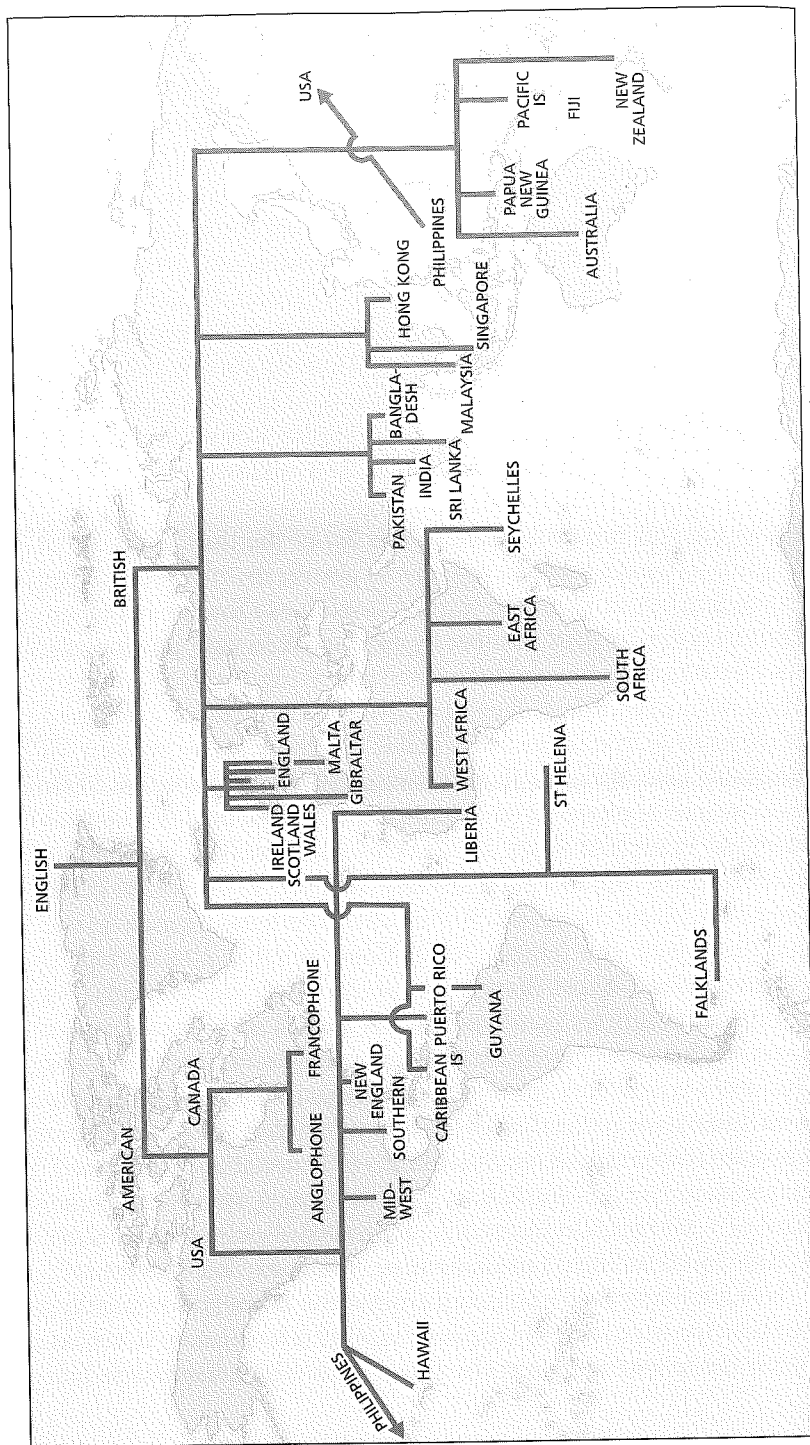 ENGLISH
AMERICAN
BRITISH
USA
CANADA
ANGLOPHONE
FRANCOPHONE
PHILIPPINES
HAWAII
MID-
WEST
SOUTHERN
NEW
ENGLAND
CARIBBEAN
IS
PUERTO RICO
GUYANA
LIBERIA
FALKLANDS
ST HELENA
IRELAND
SCOTLAND
WALES
ENGLAND
MALTA
GIBRALTAR
WEST AFRICA
SOUTH
AFRICA
EAST
AFRICA
SEYCHELLES
PAKISTAN
INDIA
SRI LANKA
BANGLA-
DESH
MALAYSIA
SINGAPORE
HONG KONG
PHILIPPINES
USA
AUSTRALIA
PAPUA
NEW
GUINEA
PACIFIC
IS
FIJI
NEW
ZEALAND